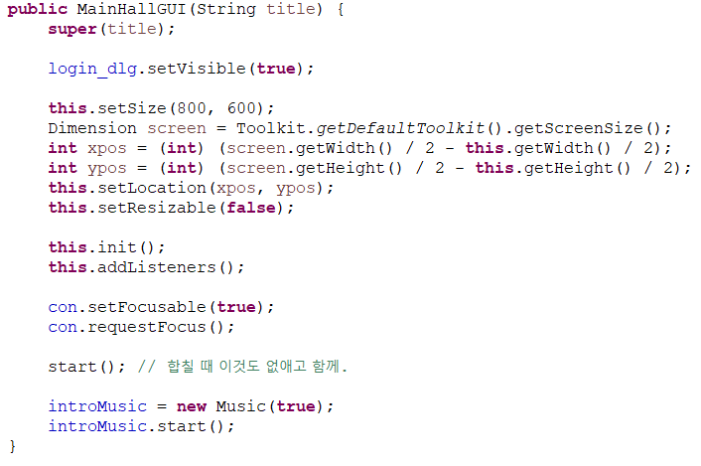 public MainHallGUI(String title) {
super(title);
login_dlg.setVisible(true);
this.setSize(800, 600);
Dimension screen = Toolkit.getDefaultToolkit().getScreenSize();
int xpos = (int) (screen.getWidth() / 2 - this.getWidth() / 2);
int ypos = (int) (screen.getHeight() / 2 - this.getHeight() / 2);
this.setLocation(xpos, ypos);
this.setResizable(false);
this.init();
this.addListeners();
con.setFocusable(true);
con.requestFocus();
start(); // 합칠 때 이것도 없애고 함께.
introMusic = new Music(true);
introMusic.start();
}